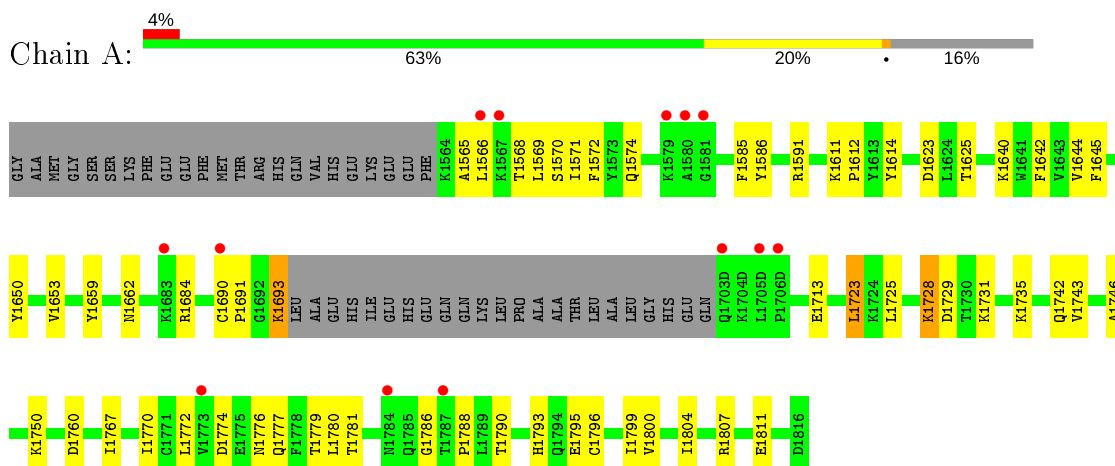 4%
Chain A:
63% 20% • 16%
GLY ALA MET GLY SER SER LYS PHE GLU GLU PHE MET THR ARG HIS GLN VAL HIS GLU LYS GLU GLU PHE K1564 A1565 L1566 K1567 T1568 L1569 S1570 I1571 F1572 Y1573 Q1574 K1579 A1580 G1581 F1585 Y1586 R1591 K1611 P1612 Y1613 Y1614 D1623 L1624 T1625 K1640 W1641 F1642 V1643 V1644 F1645
Y1650 V1653 Y1659 N1662 K1683 R1684 C1690 P1691 G1692 K1693 LEU ALA GLU HIS ILE GLU HIS GLU GLN GLN LYS LEU PRO ALA ALA THR LEU ALA LEU GLY HIS GLU GLN Q1703D K1704D L1705D P1706D E1713 L1723 K1724 L1725 K1728 D1729 T1730 K1731 K1735 Q1742 V1743 A1746
K1750 D1760 I1767 I1770 C1771 L1772 V1773 D1774 E1775 N1776 Q1777 F1778 T1779 L1780 T1781 N1784 Q1785 G1786 T1787 P1788 L1789 T1790 H1793 Q1794 E1795 C1796 I1799 V1800 I1804 R1807 E1811 D1816